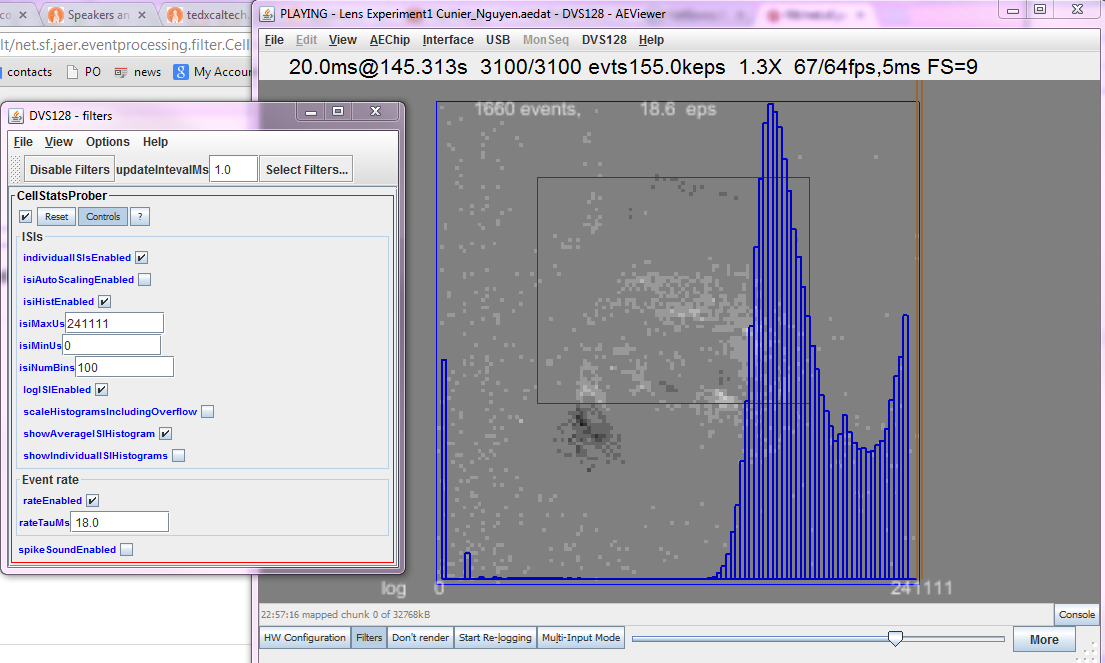 Speakers an
tedxcaltech.
lt/net.sf.jaer.eventprocessing.filter.Cell
contacts PO news My Accour
PLAYING - Lens Experiment1 Cunier_Nguyen.aedat - DVS128 - AEViewer
File Edit View AEChip Interface USB MonSeq DVS128 Help
20.0ms@145.313s 3100/3100 evts155.0keps 1.3X 67/64fps,5ms FS=9
1660 events, 18.6 eps
DVS128 - filters
File View Options Help
Disable Filters updateIntevalMs 1.0 Select Filters...
CellStatsProber
Reset Controls ?
ISIs
individualISIsEnabled
isiAutoScalingEnabled
isiHistEnabled
isiMaxUs 241111
isiMinUs 0
isiNumBins 100
logISIEnabled
scaleHistogramsIncludingOverflow
showAverageISIHistogram
showIndividualISIHistograms
Event rate
rateEnabled
rateTauMs 18.0
spikeSoundEnabled
log 0 241111
22:57:16 mapped chunk 0 of 32768kB
Console
HW Configuration Filters Don't render Start Re-logging Multi-Input Mode More